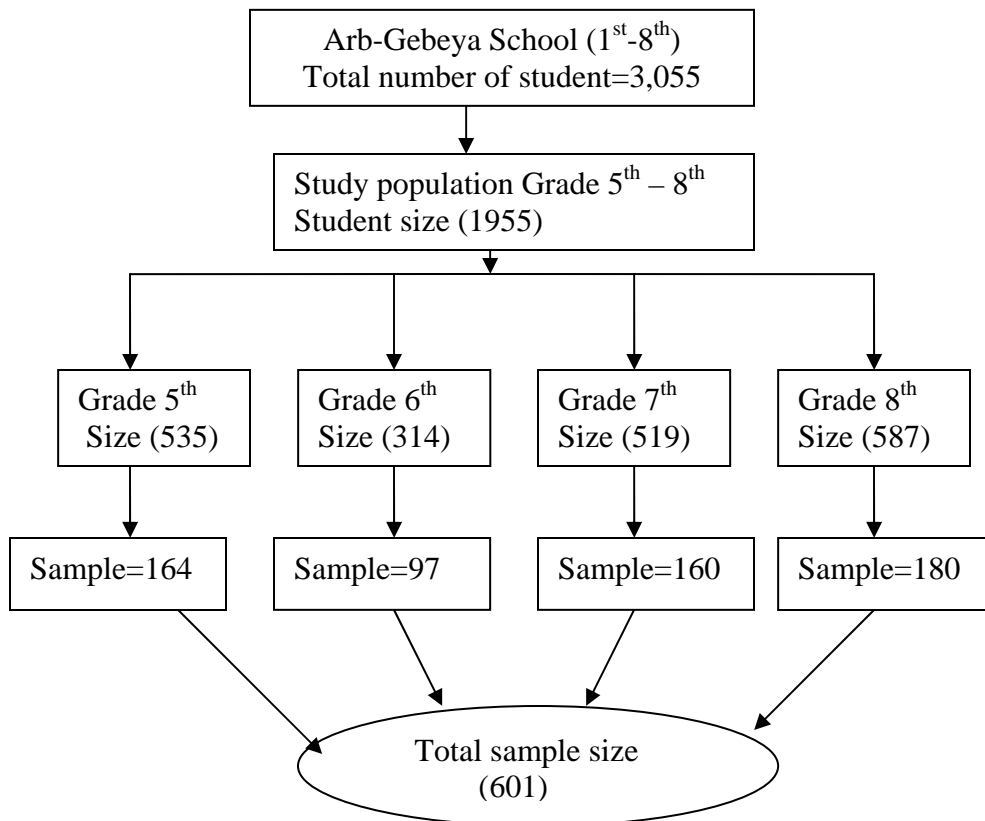 Arb-Gebeya School (1st-8th)
Total number of student=3,055
Study population Grade 5th – 8th
Student size (1955)
Grade 5th
Size (535)
Grade 6th
Size (314)
Grade 7th
Size (519)
Grade 8th
Size (587)
Sample=164
Sample=97
Sample=160
Sample=180
Total sample size
(601)